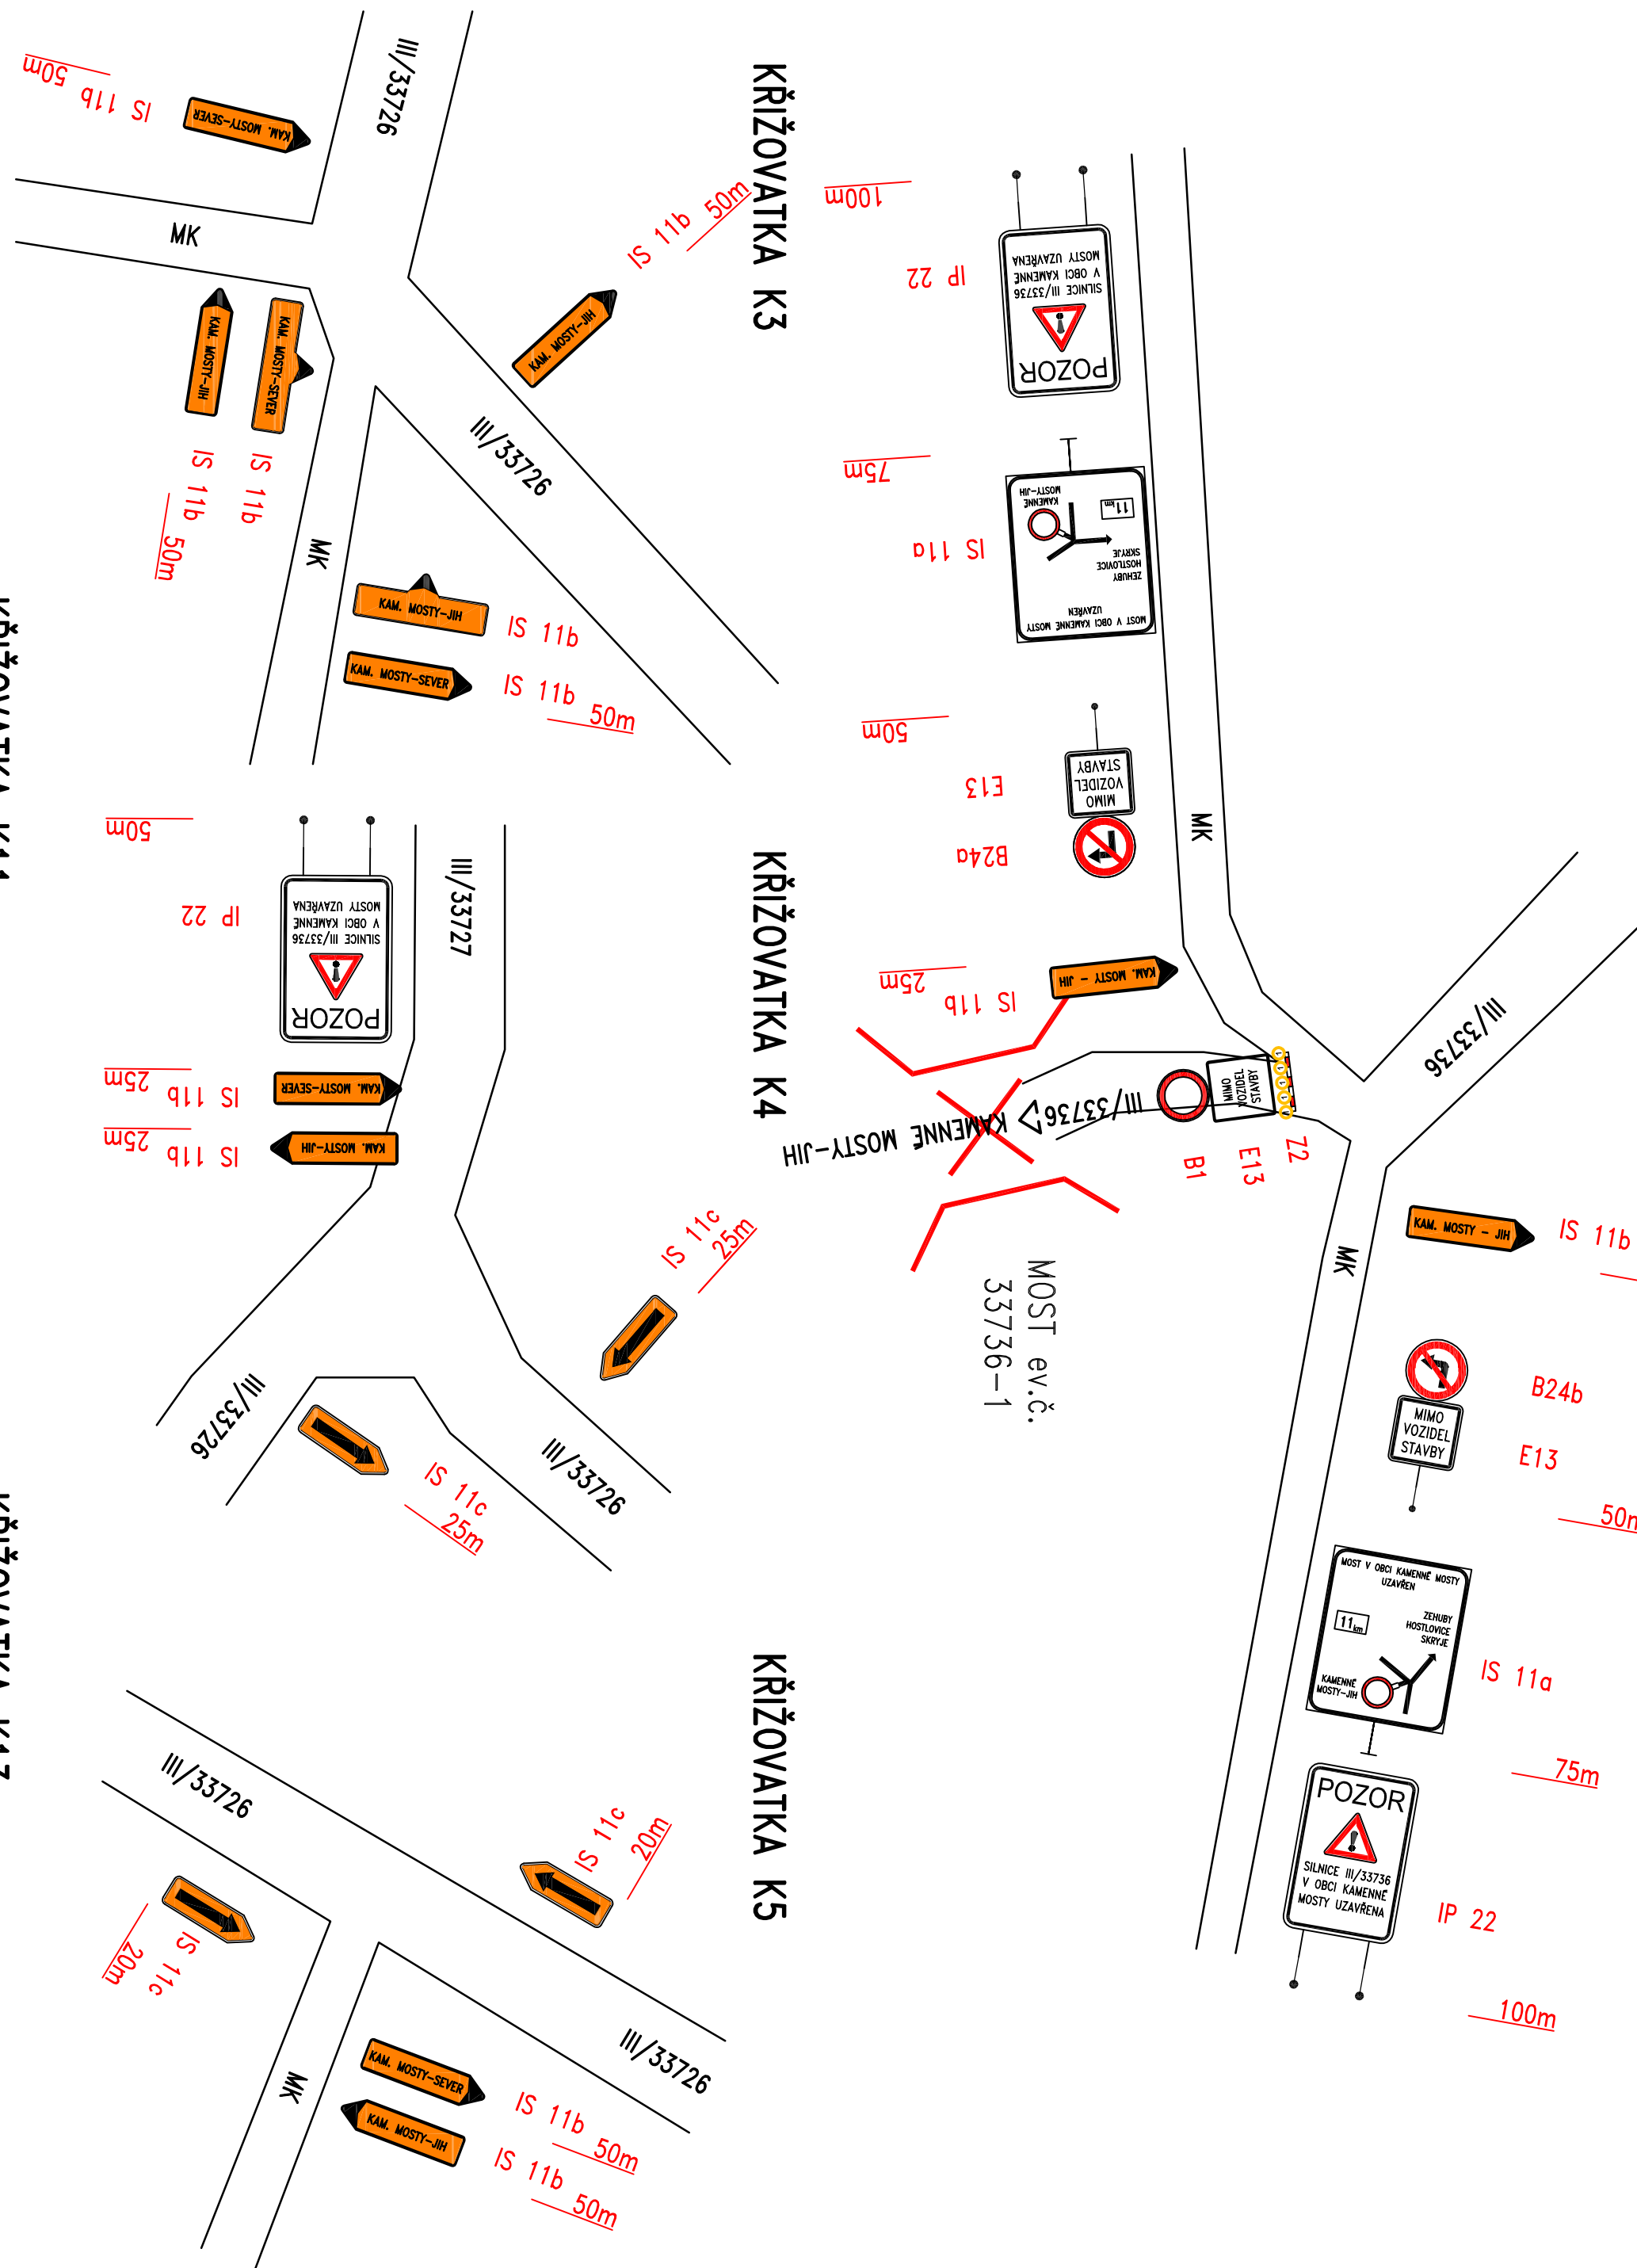 III/33726
IS 11b
50m
KAM. MOSTY-SEVER
MK
IS 11b
50m
KAM. MOSTY-JIH
III/33726
KAM. MOSTY-JIH
KAM. MOSTY-SEVER
IS 11b
IS 11b
50m
MK
KAM. MOSTY-JIH
IS 11b
KAM. MOSTY-SEVER
IS 11b
50m
KŘIŽOVATKA K3
100m
IP 22
POZOR
SILNICE III/33736
V OBCI KAMENNÉ
MOSTY UZAVŘENA
75m
IS 11a
MOST V OBCI KAMENNÉ MOSTY
UZAVŘEN
ZEHUBY
HOSTLOVICE
SKRYJE
11km
KAMENNÉ
MOSTY-JIH
50m
E13
MIMO
VOZIDEL
STAVBY
B24a
MK
25m
IS 11b
KAM. MOSTY - JIH
III/33736
III/33736
KAMENNÉ MOSTY-JIH
MIMO
VOZIDEL
STAVBY
B1
E13
Z2
MOST ev.č.
33736-1
MK
KAM. MOSTY - JIH
IS 11b
B24b
MIMO
VOZIDEL
STAVBY
E13
50m
MOST V OBCI KAMENNÉ MOSTY
UZAVŘEN
ZEHUBY
HOSTLOVICE
SKRYJE
11km
KAMENNÉ
MOSTY-JIH
IS 11a
75m
POZOR
SILNICE III/33736
V OBCI KAMENNÉ
MOSTY UZAVŘENA
IP 22
100m
KŘIŽOVATKA K4
50m
IP 22
POZOR
SILNICE III/33736
V OBCI KAMENNÉ
MOSTY UZAVŘENA
III/33727
KAM. MOSTY-SEVER
IS 11b
25m
KAM. MOSTY-JIH
IS 11b
25m
IS 11c
25m
III/33726
III/33726
IS 11c
25m
KŘIŽOVATKA K5
III/33726
IS 11c
20m
IS 11c
20m
III/33726
MK
KAM. MOSTY-SEVER
IS 11b
50m
KAM. MOSTY-JIH
IS 11b
50m